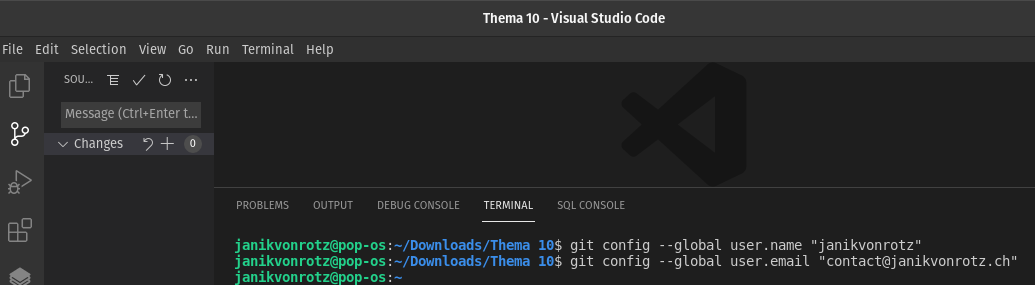 Thema 10 - Visual Studio Code
File Edit Selection View Go Run Terminal Help
SOU...
Message (Ctrl+Enter t...
Changes 0
PROBLEMS OUTPUT DEBUG CONSOLE TERMINAL SQL CONSOLE
janikvonrotz@pop-os:~/Downloads/Thema 10$ git config --global user.name "janikvonrotz"
janikvonrotz@pop-os:~/Downloads/Thema 10$ git config --global user.email "contact@janikvonrotz.ch"
janikvonrotz@pop-os:~